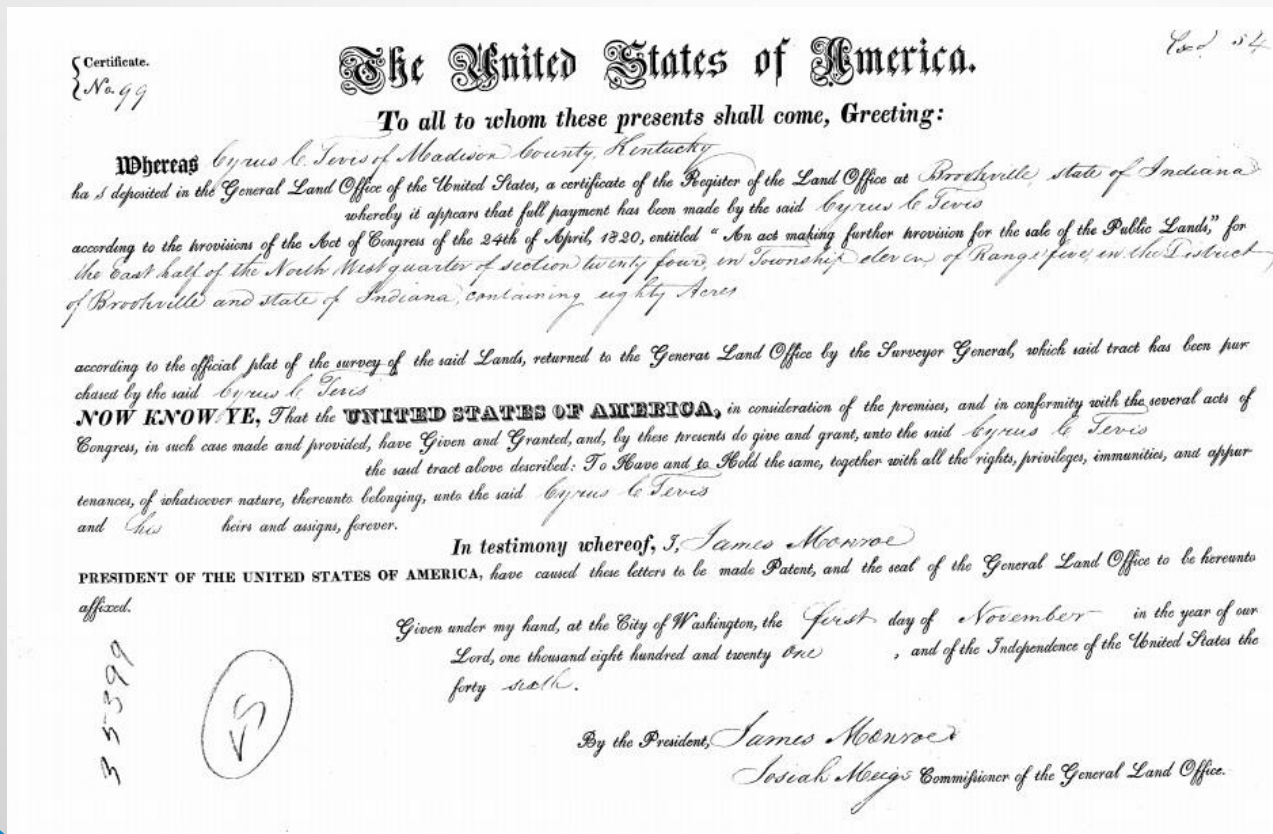 Certificate.
No. 99
The United States of America.
Exd. 54
To all to whom these presents shall come, Greeting:
Whereas Cyrus C. Tevis of Madison County, Kentucky
ha s deposited in the General Land Office of the United States, a certificate of the Register of the Land Office at Brookville, state of Indiana
whereby it appears that full payment has been made by the said Cyrus C Tevis
according to the provisions of the Act of Congress of the 24th of April, 1820, entitled “An act making further provision for the sale of the Public Lands,” for
the East half of the North West quarter of section twenty four, in Township eleven, of Range five, in the District
of Brookville and state of Indiana, containing eighty Acres
according to the official plat of the survey of the said Lands, returned to the General Land Office by the Surveyor General, which said tract has been pur
chased by the said Cyrus C Tevis
NOW KNOW YE, That the UNITED STATES OF AMERICA, in consideration of the premises, and in conformity with the several acts of
Congress, in such case made and provided, have Given and Granted, and, by these presents do give and grant, unto the said Cyrus C Tevis
the said tract above described: To Have and to Hold the same, together with all the rights, privileges, immunities, and appur
tenances, of whatsoever nature, thereunto belonging, unto the said Cyrus C Tevis
and his heirs and assigns, forever.
In testimony whereof, I, James Monroe
PRESIDENT OF THE UNITED STATES OF AMERICA, have caused these letters to be made Patent, and the seal of the General Land Office to be hereunto
affixed.
Given under my hand, at the City of Washington, the first day of November in the year of our
Lord, one thousand eight hundred and twenty one , and of the Independence of the United States the
forty sixth.
By the President, James Monroe
Josiah Meigs Commissioner of the General Land Office.
35399